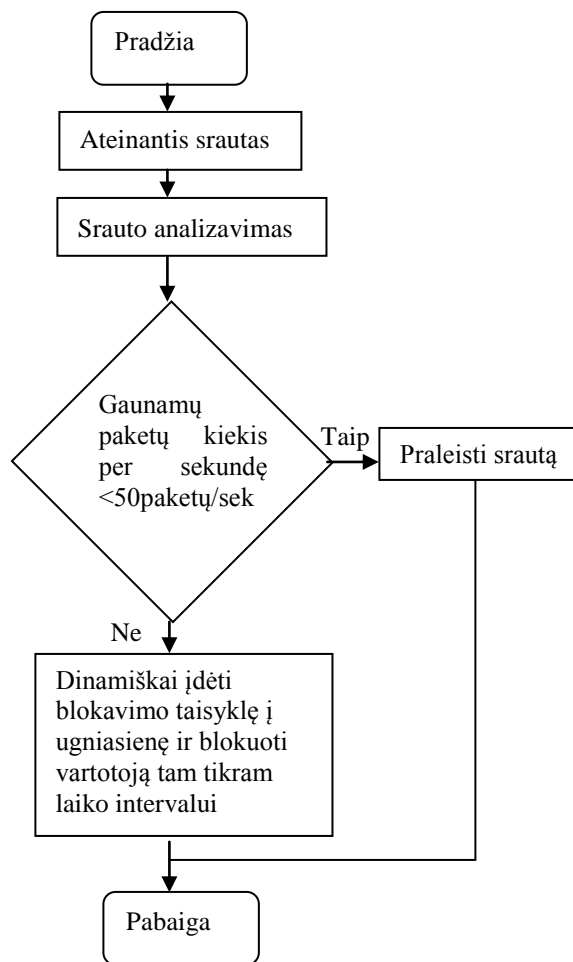 Pradžia
Ateinantis srautas
Srauto analizavimas
Gaunamų
paketų kiekis
per sekundę
<50paketų/sek
Taip
Praleisti srautą
Ne
Dinamiškai įdėti
blokavimo taisyklę į
ugniasienę ir blokuoti
vartotoją tam tikram
laiko intervalui
Pabaiga